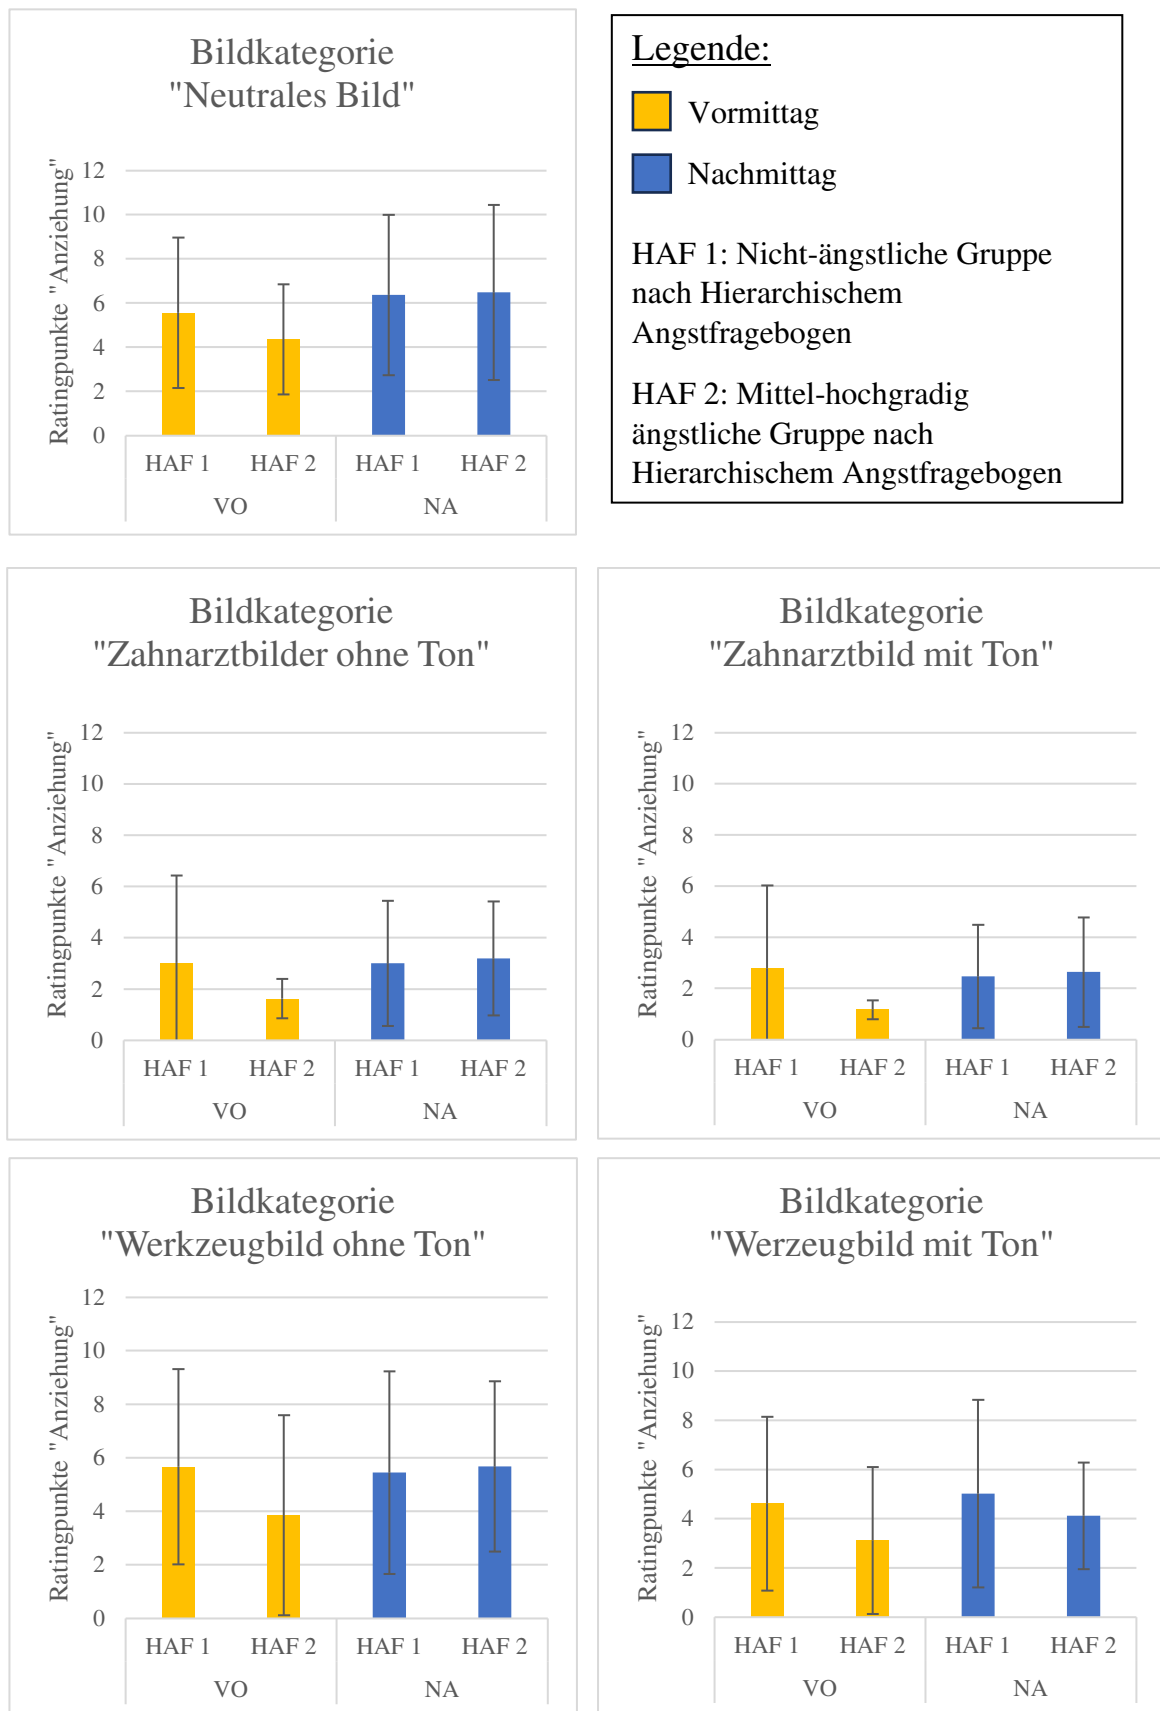 Bildkategorie
"Neutrales Bild"
Ratingpunkte "Anziehung"
12
10
8
6
4
2
0
HAF 1 HAF 2 HAF 1 HAF 2
VO NA
Legende:
Vormittag
Nachmittag
HAF 1: Nicht-ängstliche Gruppe
nach Hierarchischem
Angstfragebogen
HAF 2: Mittel-hochgradig
ängstliche Gruppe nach
Hierarchischem Angstfragebogen
Bildkategorie
"Zahnarztbilder ohne Ton"
Ratingpunkte "Anziehung"
12
10
8
6
4
2
0
HAF 1 HAF 2 HAF 1 HAF 2
VO NA
Bildkategorie
"Zahnarztbild mit Ton"
Ratingpunkte "Anziehung"
12
10
8
6
4
2
0
HAF 1 HAF 2 HAF 1 HAF 2
VO NA
Bildkategorie
"Werkzeugbild ohne Ton"
Ratingpunkte "Anziehung"
12
10
8
6
4
2
0
HAF 1 HAF 2 HAF 1 HAF 2
VO NA
Bildkategorie
"Werzeugbild mit Ton"
Ratingpunkte "Anziehung"
12
10
8
6
4
2
0
HAF 1 HAF 2 HAF 1 HAF 2
VO NA